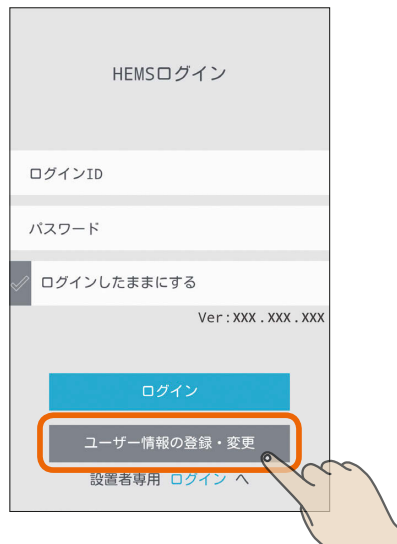 HEMSログイン
ログインID
パスワード
ログインしたままにする
Ver:XXX.XXX.XXX
ログイン
ユーザー情報の登録・変更
設置者専用 ログイン へ